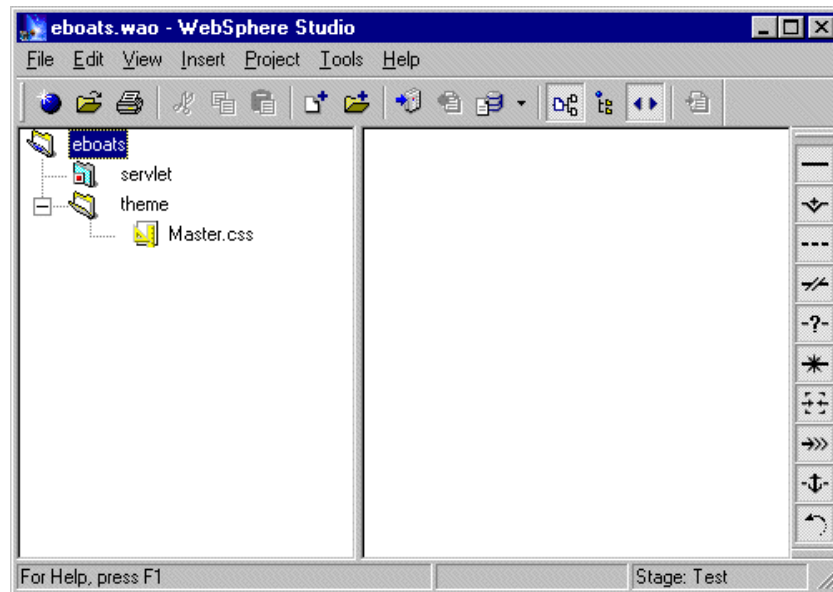 eboats.wao - WebSphere Studio
File Edit View Insert Project Tools Help
eboats
servlet
theme
Master.css
-?-
For Help, press F1
Stage: Test